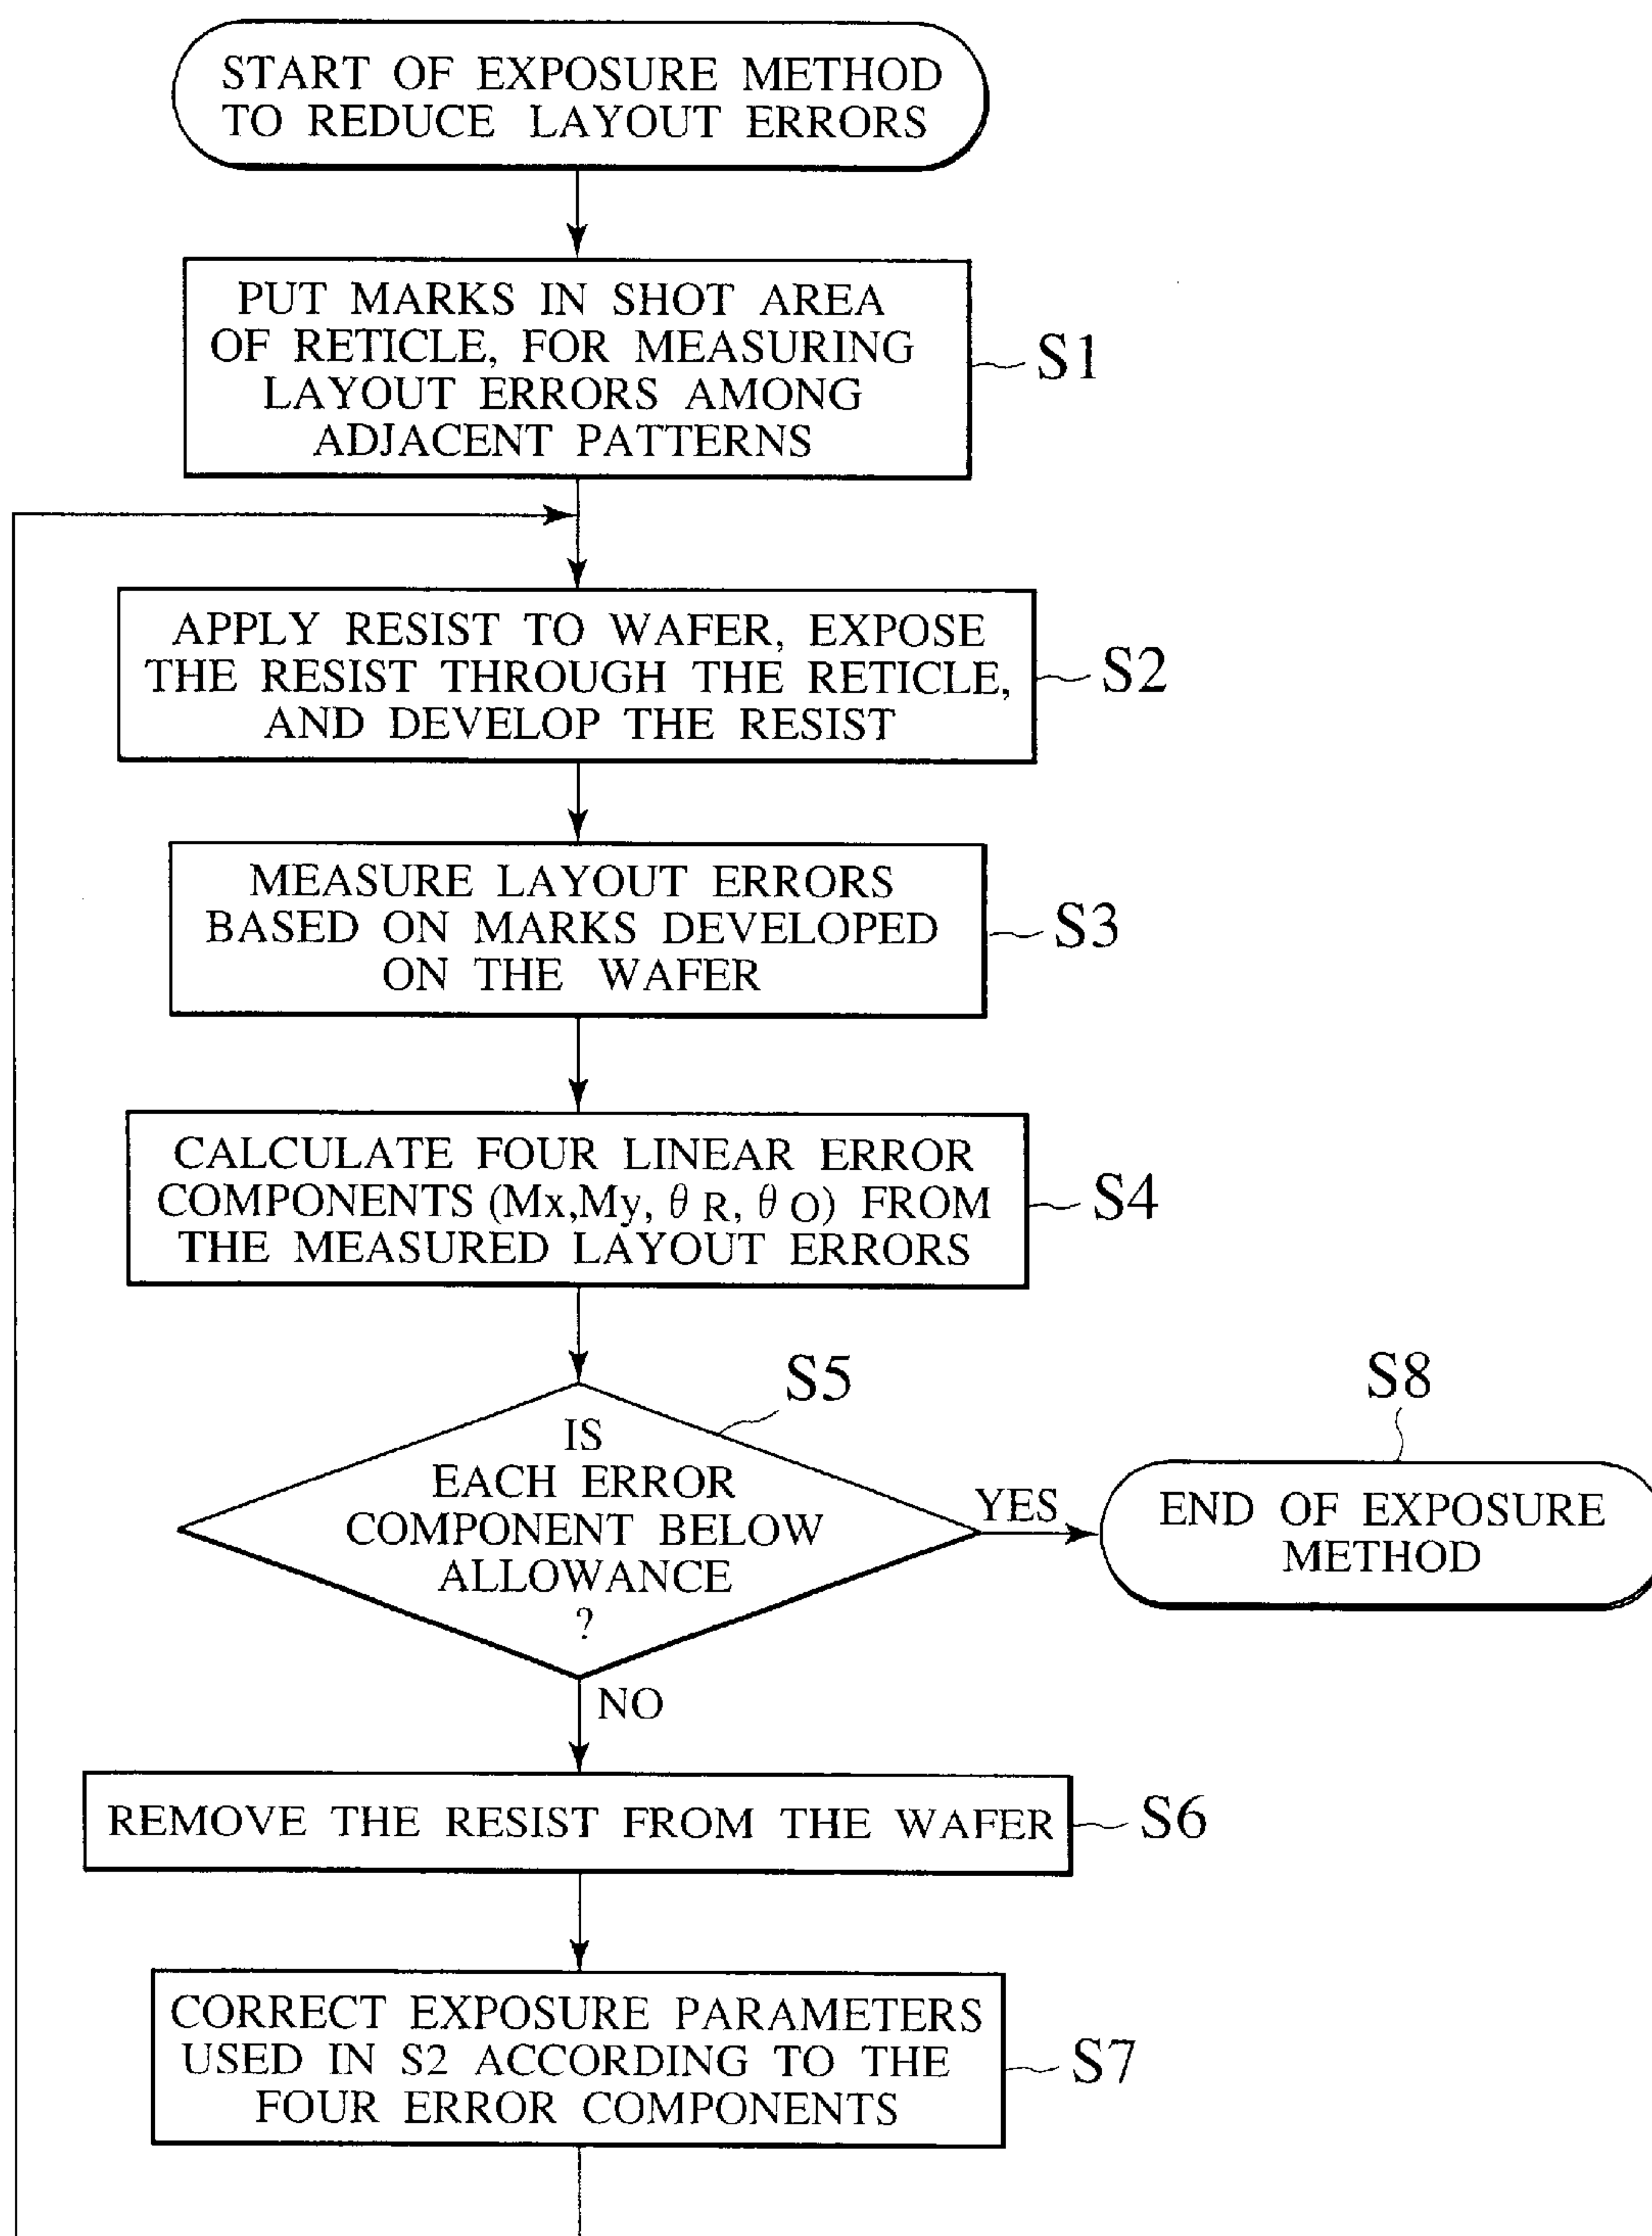 START OF EXPOSURE METHOD
TO REDUCE LAYOUT ERRORS
PUT MARKS IN SHOT AREA
OF RETICLE, FOR MEASURING
LAYOUT ERRORS AMONG
ADJACENT PATTERNS
S1
APPLY RESIST TO WAFER, EXPOSE
THE RESIST THROUGH THE RETICLE,
AND DEVELOP THE RESIST
S2
MEASURE LAYOUT ERRORS
BASED ON MARKS DEVELOPED
ON THE WAFER
S3
CALCULATE FOUR LINEAR ERROR
COMPONENTS (Mx,My, θ R, θ O) FROM
THE MEASURED LAYOUT ERRORS
S4
S5
IS
EACH ERROR
COMPONENT BELOW
ALLOWANCE
?
YES
S8
END OF EXPOSURE
METHOD
NO
REMOVE THE RESIST FROM THE WAFER
S6
CORRECT EXPOSURE PARAMETERS
USED IN S2 ACCORDING TO THE
FOUR ERROR COMPONENTS
S7